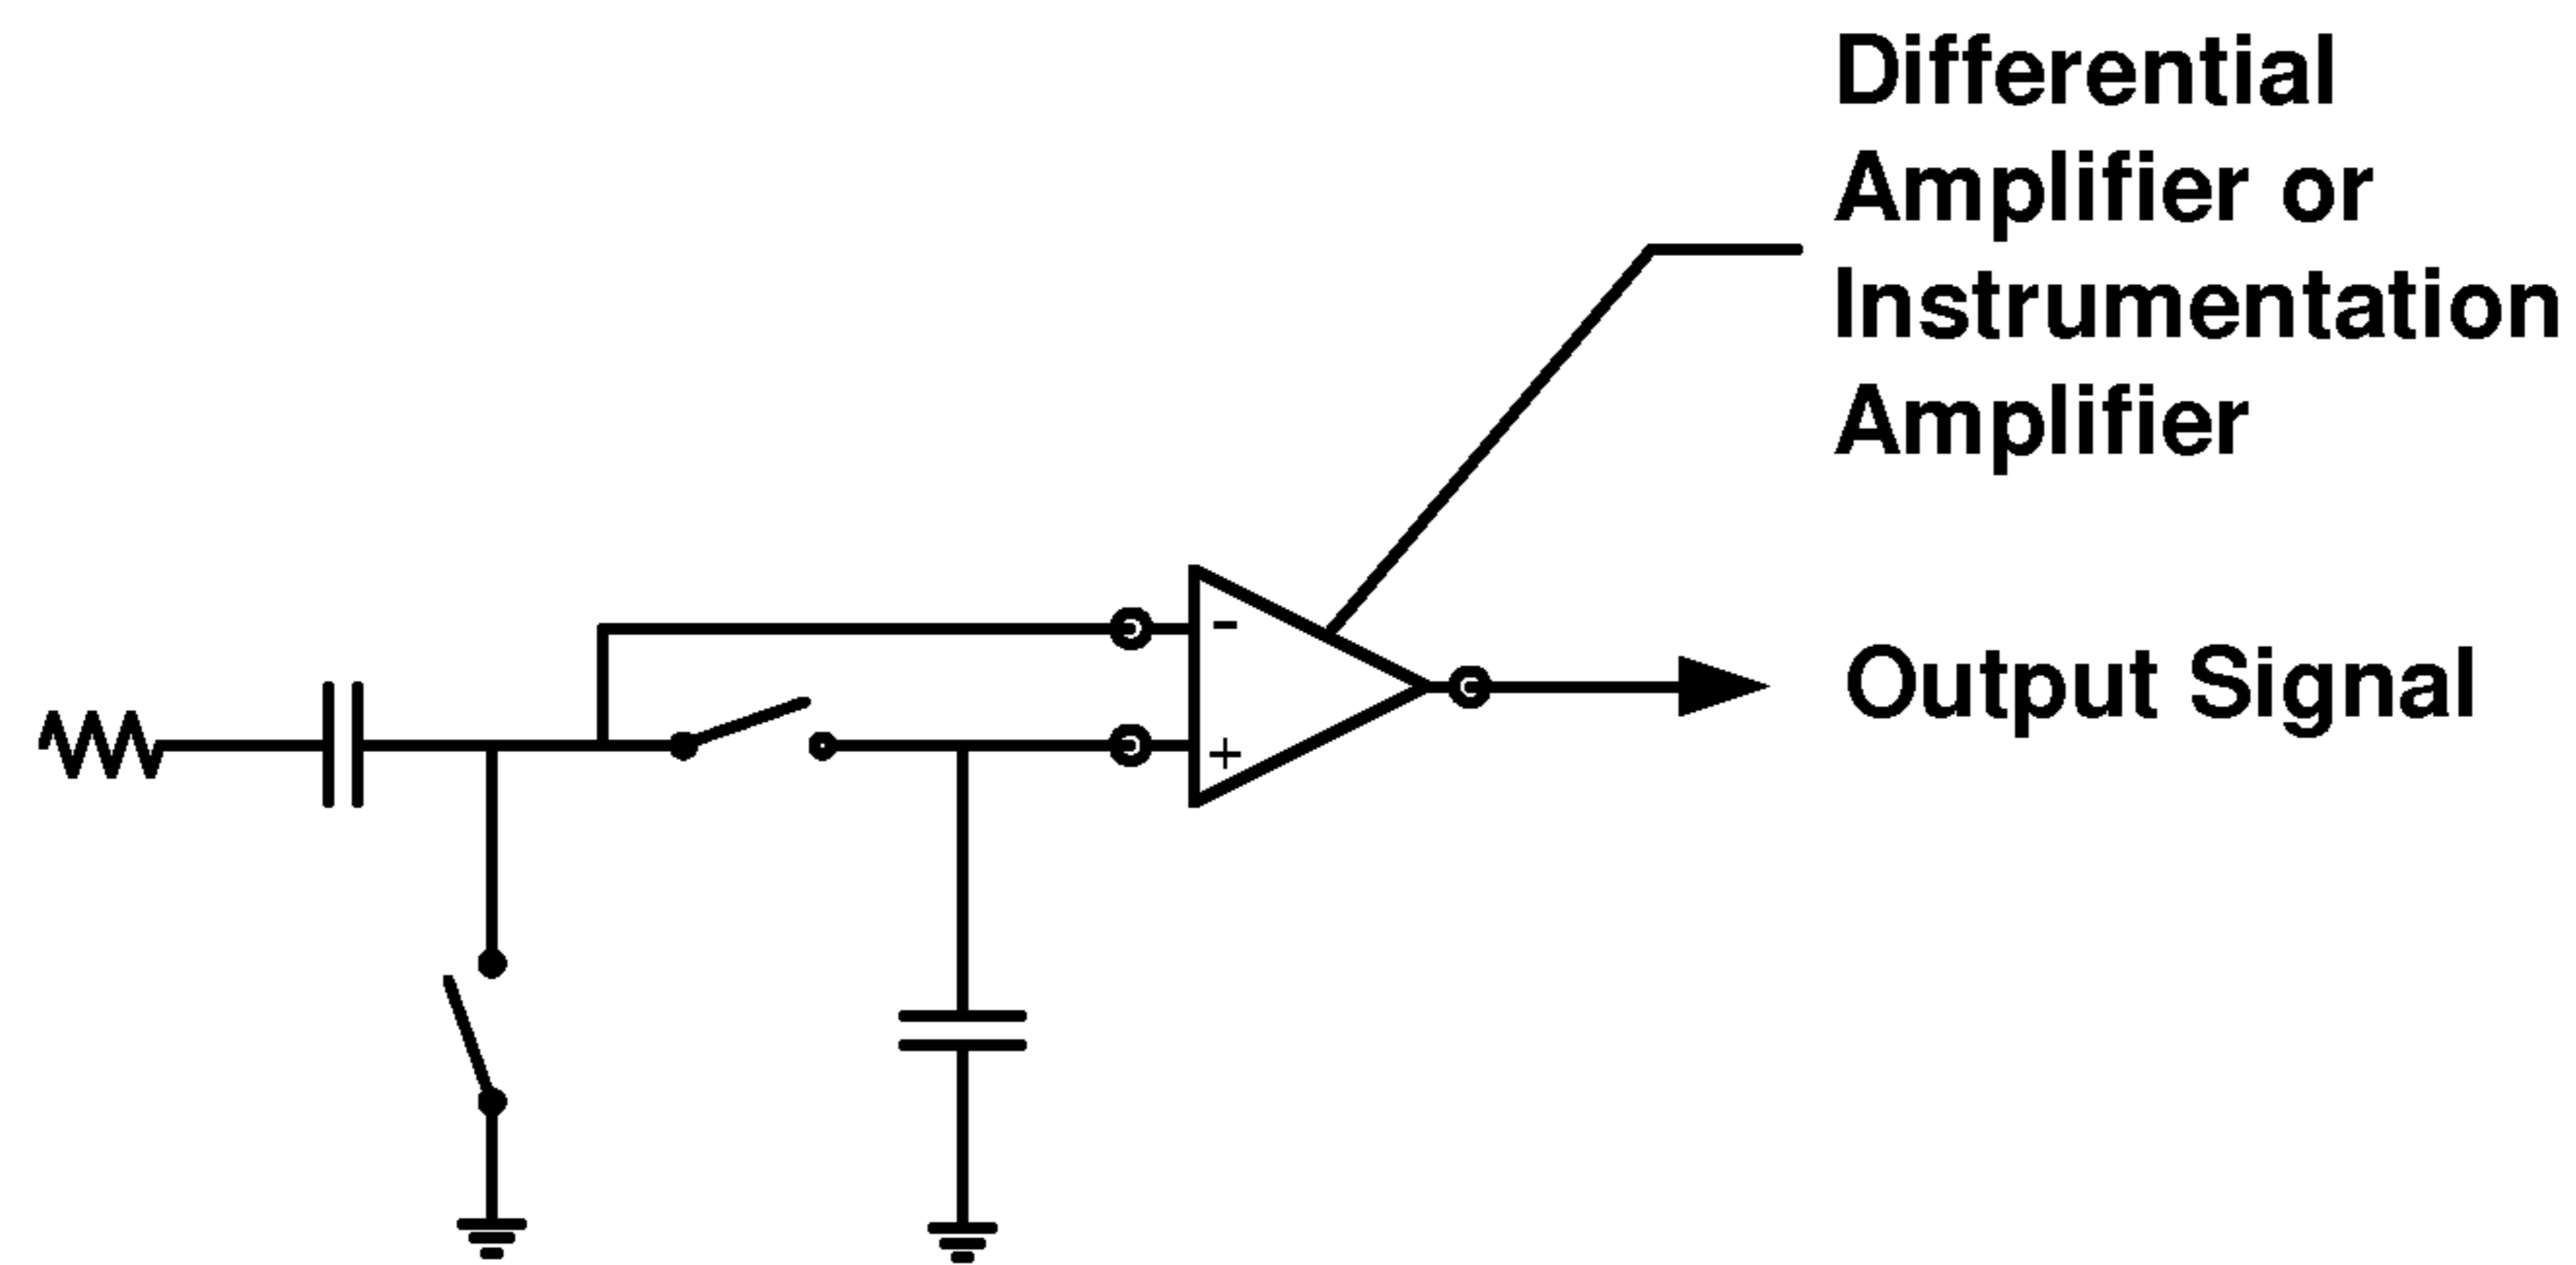 Differential
Amplifier or
Instrumentation
Amplifier
-
+
Output Signal